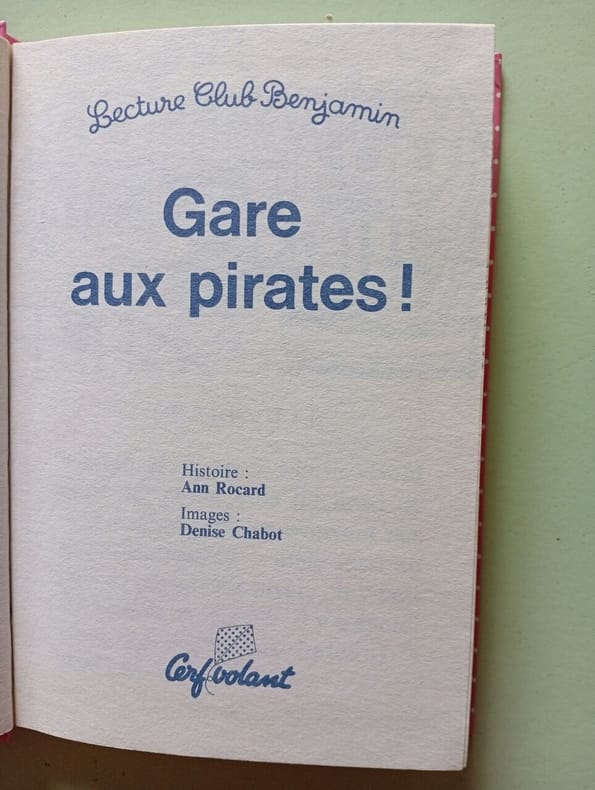 Lecture Club Benjamin
Gare
aux pirates !
Histoire :
Ann Rocard
Images :
Denise Chabot
Cerf volant